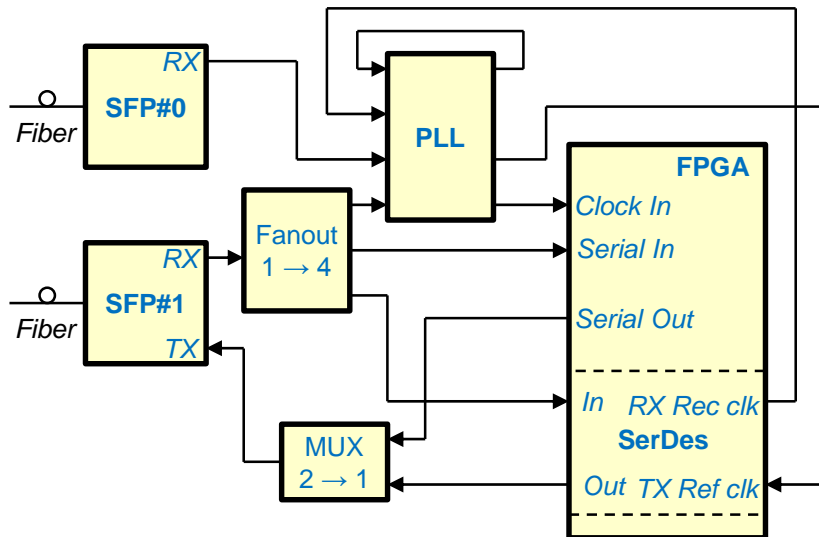 RX
SFP#0
Fiber
PLL
FPGA
Clock In
Serial In
Serial Out
Fanout
1 → 4
RX
SFP#1
TX
Fiber
MUX
2 → 1
In
RX Rec clk
SerDes
Out
TX Ref clk